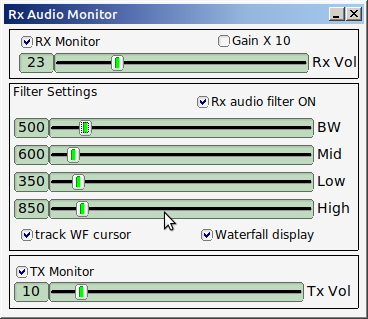 Rx Audio Monitor
RX Monitor Gain X 10
23 Rx Vol
Filter Settings
Rx audio filter ON
500 BW
600 Mid
350 Low
850 High
track WF cursor Waterfall display
TX Monitor
10 Tx Vol